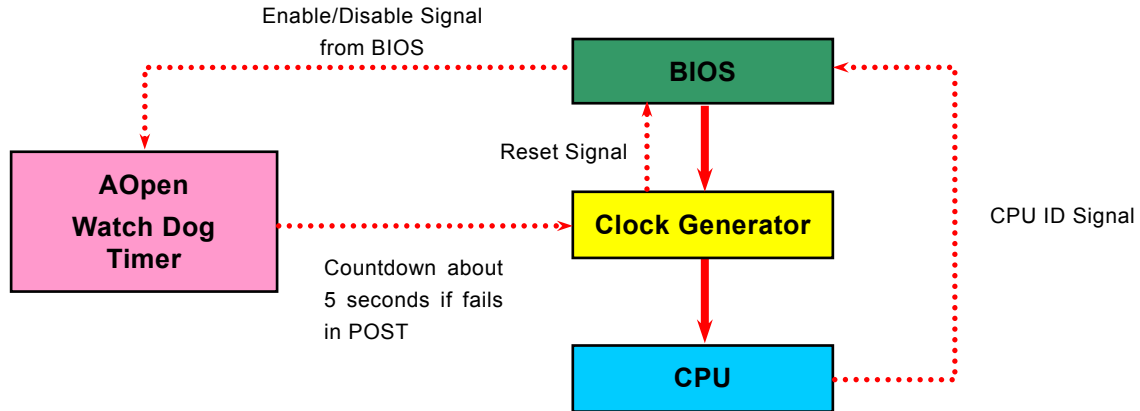 Enable/Disable Signal
from BIOS
BIOS
Reset Signal
AOpen
Watch Dog
Timer
Clock Generator
CPU ID Signal
Countdown about
5 seconds if fails
in POST
CPU